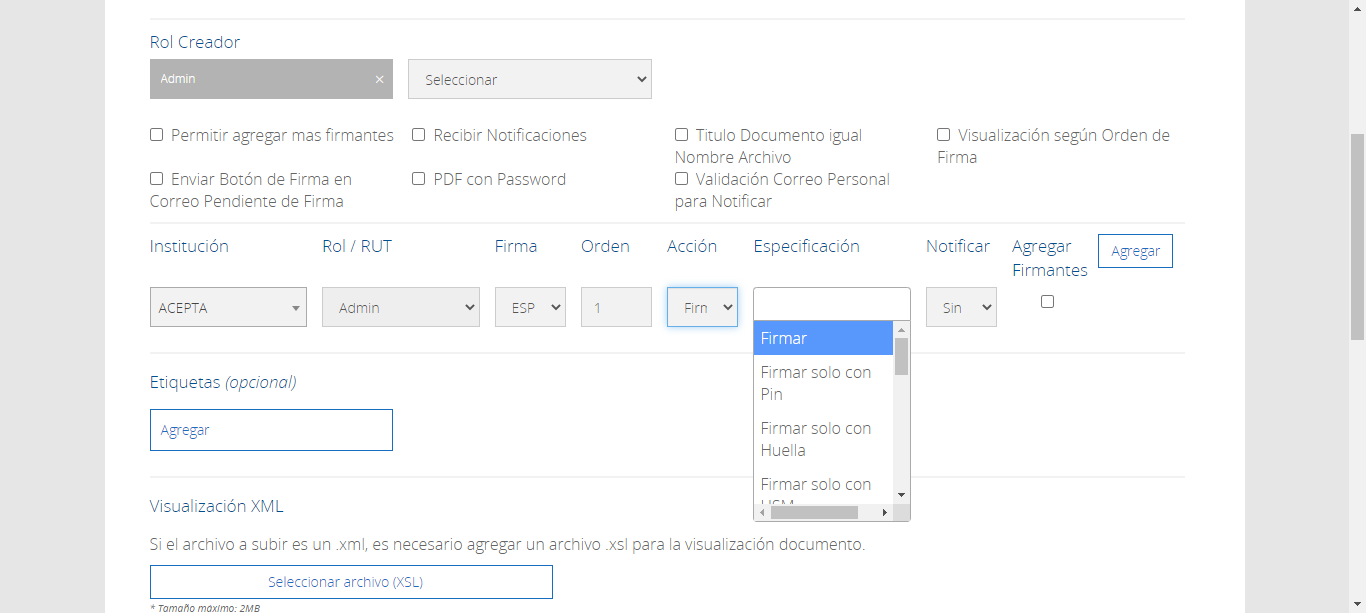 Rol Creador
Admin ×
Seleccionar
Permitir agregar mas firmantes
Recibir Notificaciones
Titulo Documento igual
Nombre Archivo
Visualización según Orden de
Firma
Enviar Botón de Firma en
Correo Pendiente de Firma
PDF con Password
Validación Correo Personal
para Notificar
Institución Rol / RUT Firma Orden Acción Especificación Notificar Agregar
Firmantes
Agregar
ACEPTA Admin ESP 1 Firn Sin
Firmar
Firmar solo con
Pin
Firmar solo con
Huella
Firmar solo con
HSM
Etiquetas (opcional)
Agregar
Visualización XML
Si el archivo a subir es un .xml, es necesario agregar un archivo .xsl para la visualización documento.
Seleccionar archivo (XSL)
* Tamaño máximo: 2MB